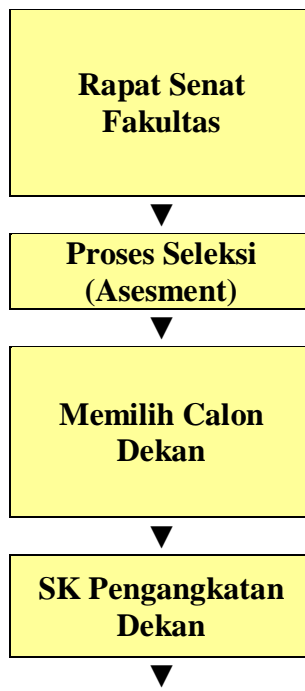 Rapat Senat
Fakultas
Proses Seleksi
(Asesment)
Memilih Calon
Dekan
SK Pengangkatan
Dekan